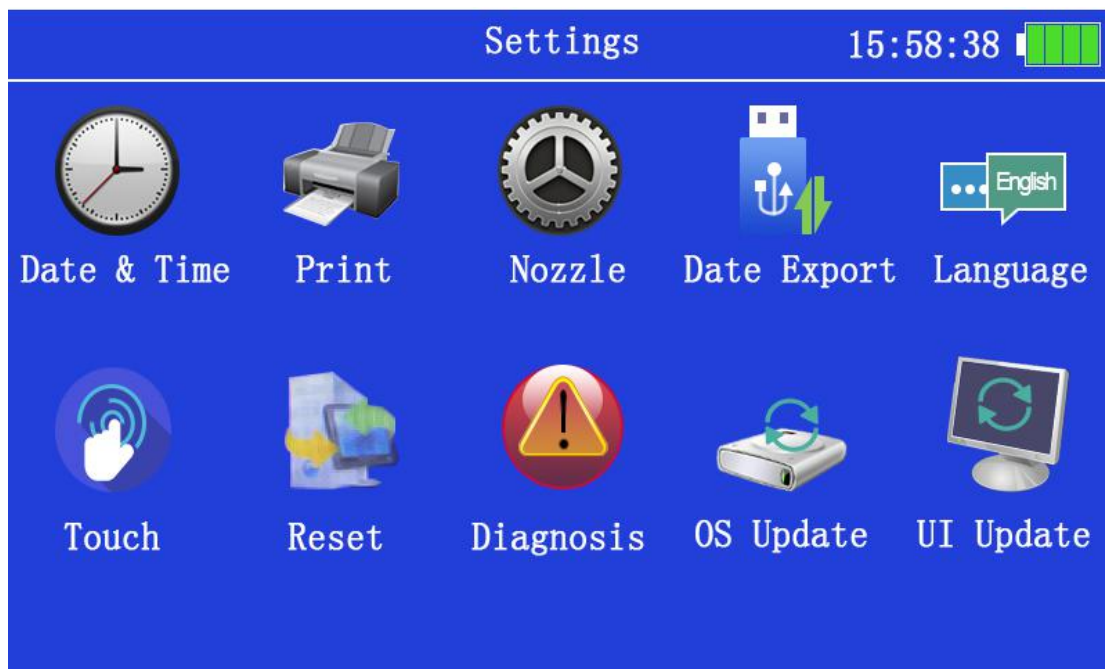 Settings 15:58:38
English
Date & Time Print Nozzle Date Export Language
Touch Reset Diagnosis OS Update UI Update